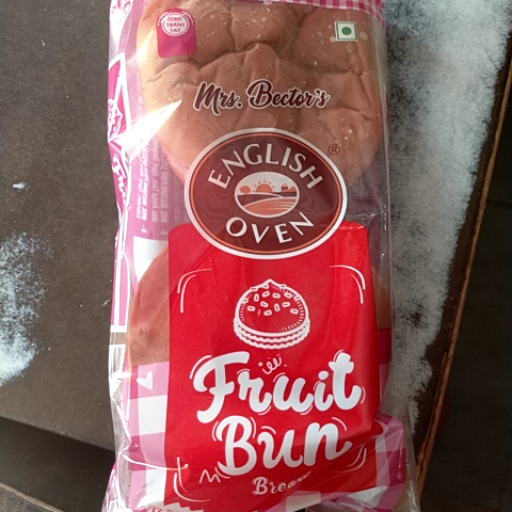 ZERO
TRANS
FAT
Mrs. Bector's
ENGLISH
OVEN
®
Fruit
Bun